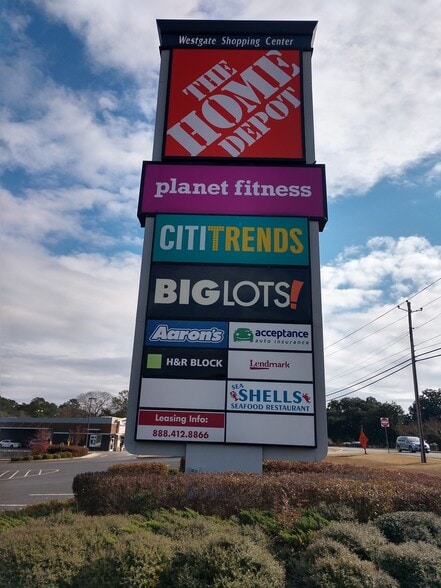 Westgate Shopping Center
THE
HOME
DEPOT
planet fitness
CITITRENDS
BIGLOTS!
Aaron's
acceptance
auto insurance
H&R BLOCK
Lendmark
SEA
SHELLS
SEAFOOD RESTAURANT
Leasing Info:
888.412.8866